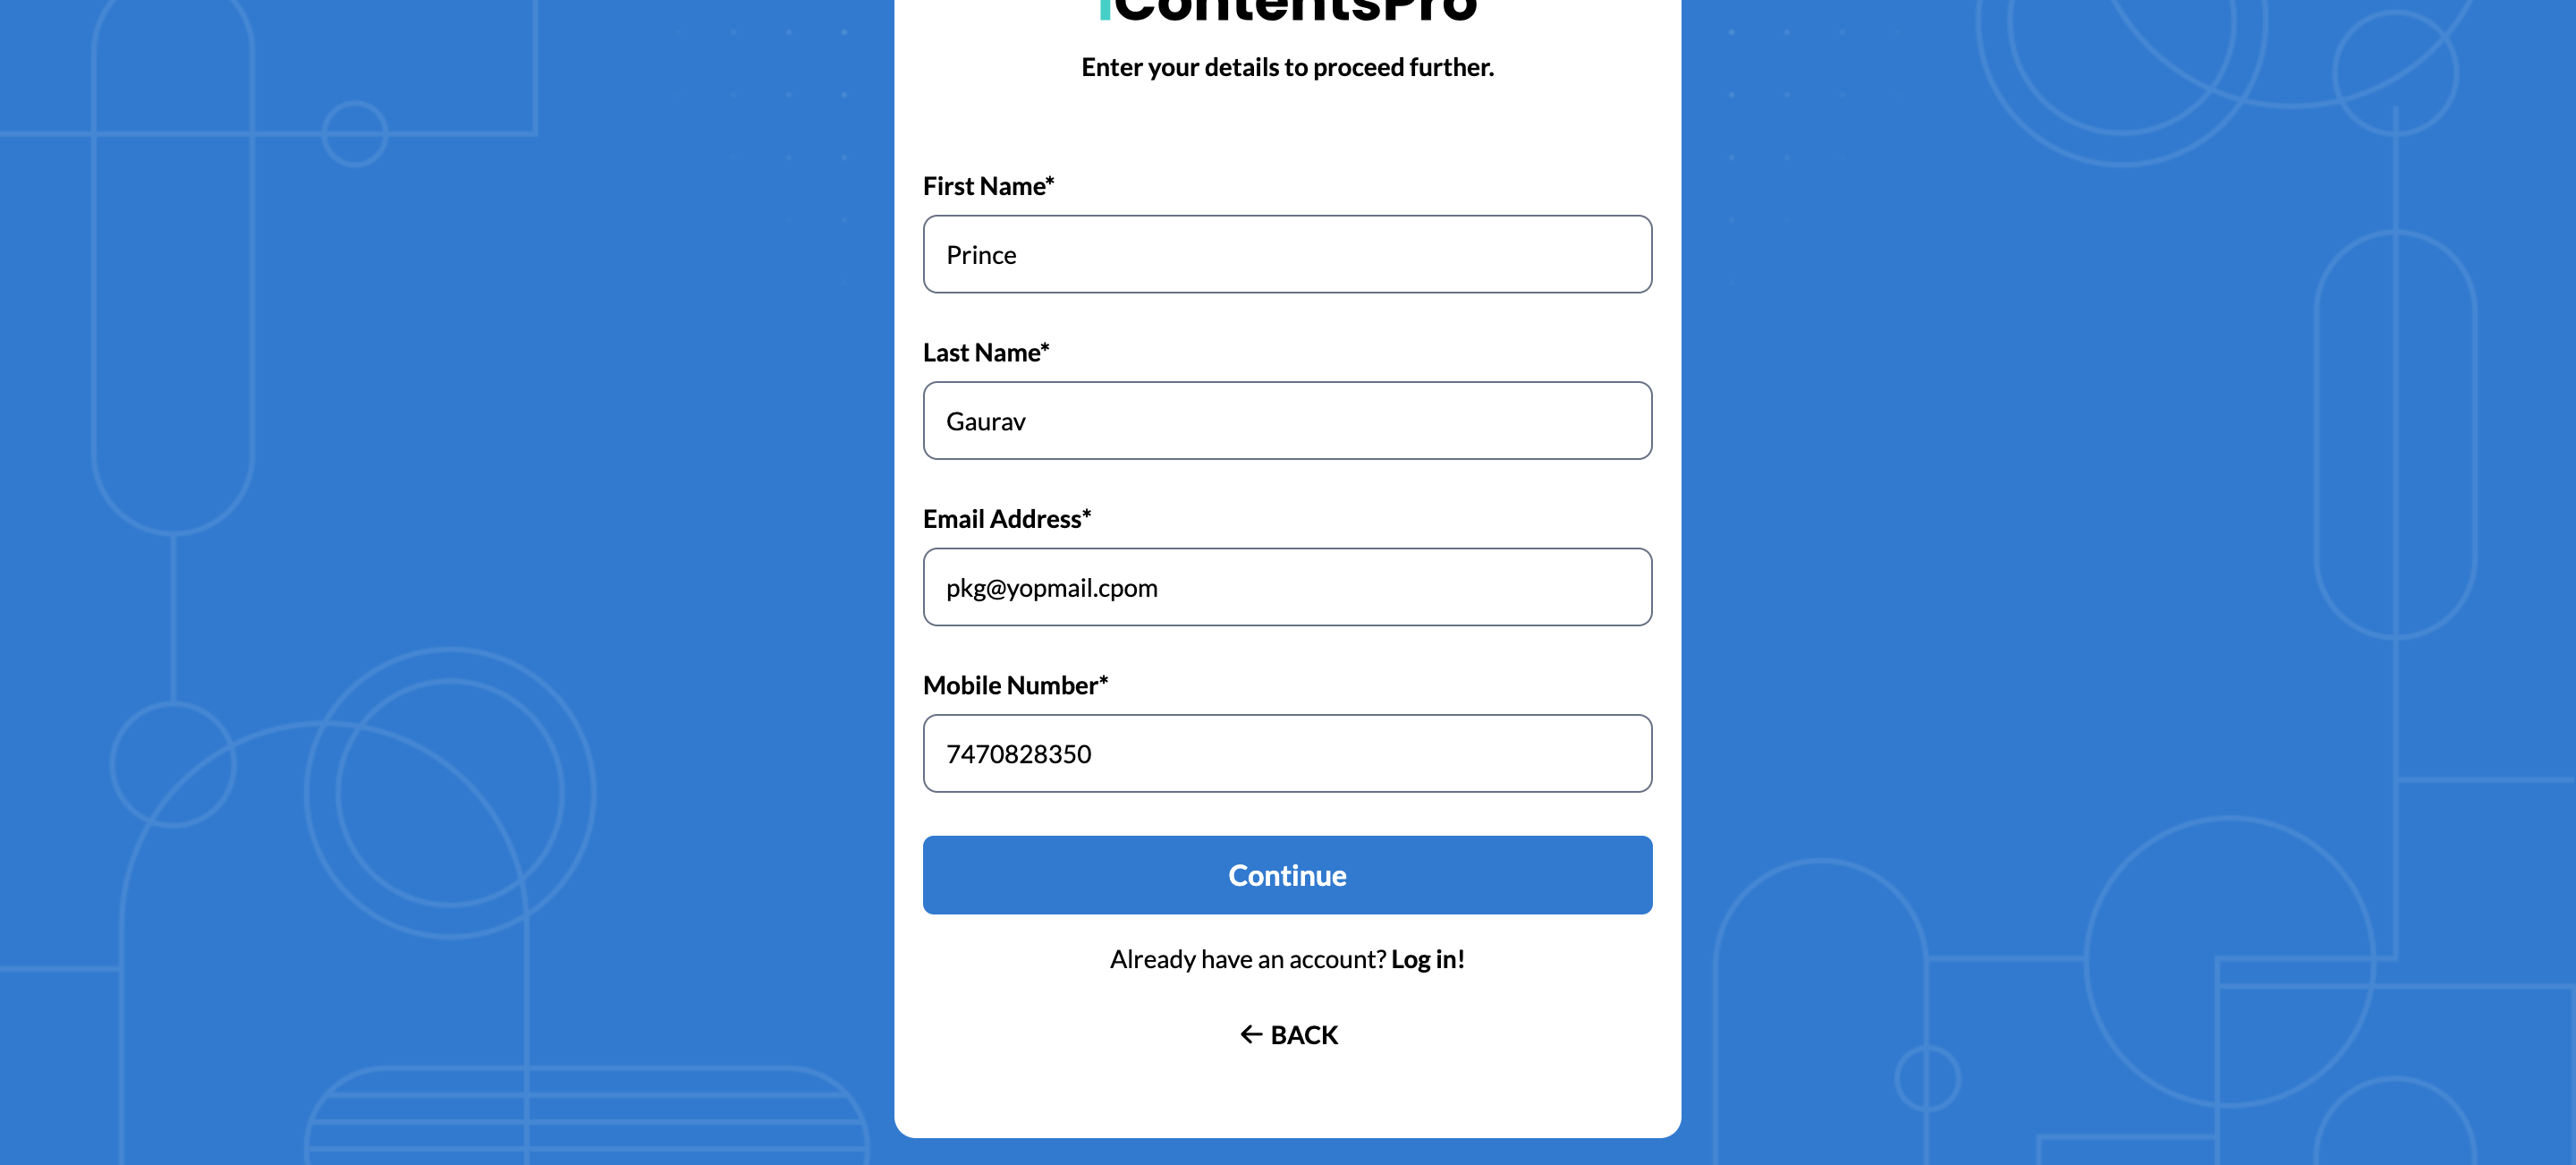 iContentsPro
Enter your details to proceed further.
First Name*
Prince
Last Name*
Gaurav
Email Address*
pkg@yopmail.cpom
Mobile Number*
7470828350
Continue
Already have an account? Log in!
← BACK